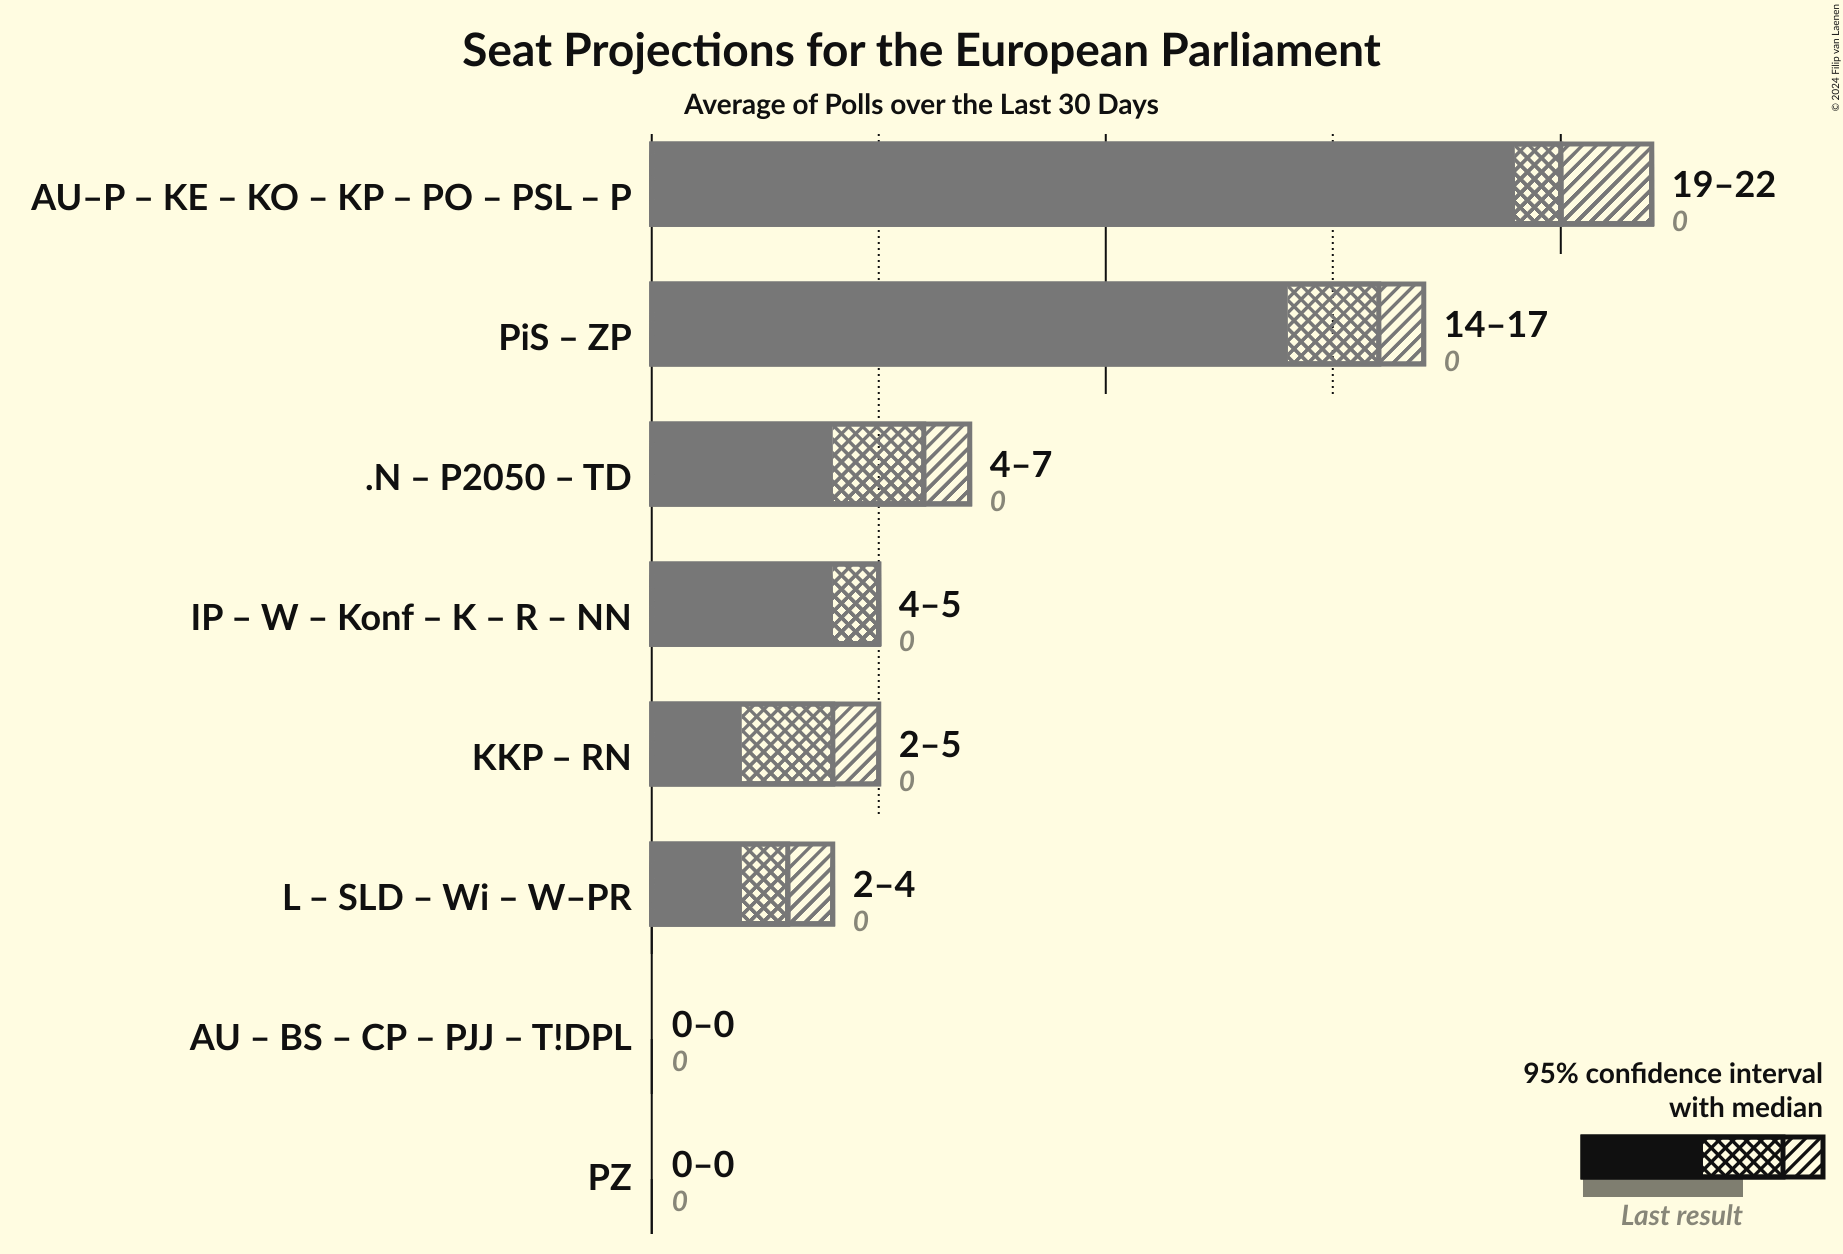 Seat Projections for the European Parliament
Average of Polls over the Last 30 Days
© 2024 Filip van Laenen
AU–P – KE – KO – KP – PO – PSL – P
19–22
0
PiS – ZP
14–17
0
.N – P2050 – TD
4–7
0
IP – W – Konf – K – R – NN
4–5
0
KKP – RN
2–5
0
L – SLD – Wi – W–PR
2–4
0
AU – BS – CP – PJJ – T!DPL
0–0
0
PZ
0–0
0
95% confidence interval
with median
Last result